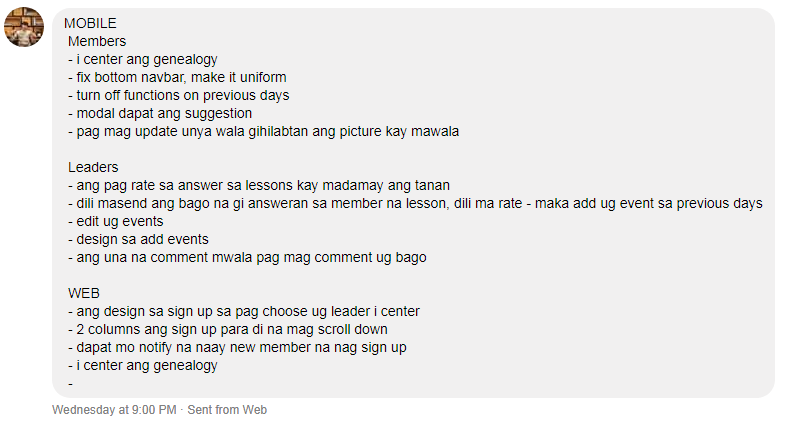 MOBILE
Members
- i center ang genealogy
- fix bottom navbar, make it uniform
- turn off functions on previous days
- modal dapat ang suggestion
- pag mag update unya wala gihilabtan ang picture kay mawala
Leaders
- ang pag rate sa answer sa lessons kay madamay ang tanan
- dili masend ang bago na gi answeran sa member na lesson, dili ma rate - maka add ug event sa previous days
- edit ug events
- design sa add events
- ang una na comment mwala pag mag comment ug bago
WEB
- ang design sa sign up sa pag choose ug leader i center
- 2 columns ang sign up para di na mag scroll down
- dapat mo notify na naay new member na nag sign up
- i center ang genealogy
-
Wednesday at 9:00 PM · Sent from Web